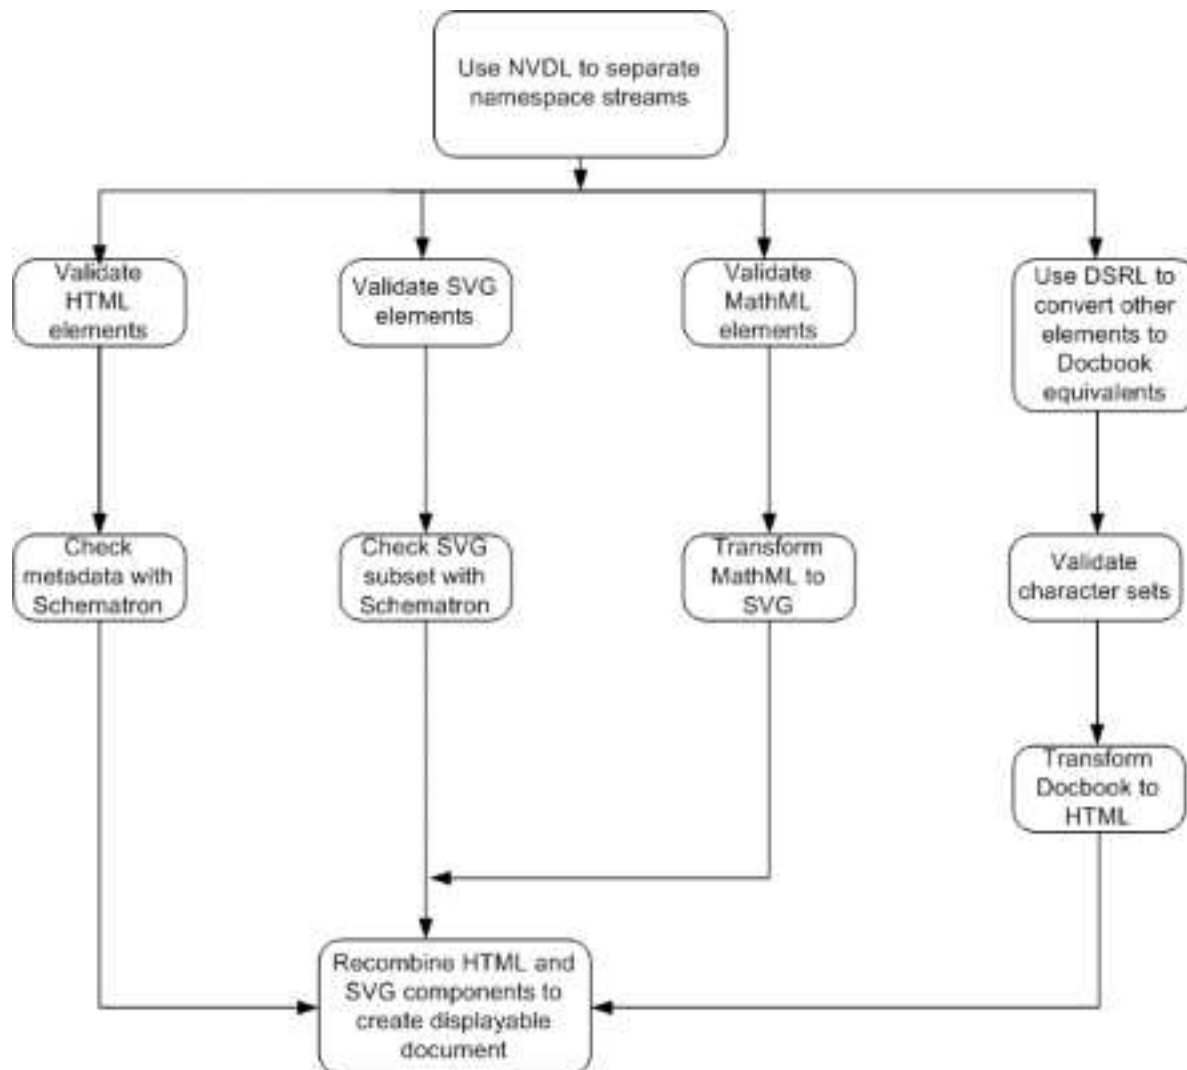 Use NVDL to separate
namespace streams
Validate
HTML
elements
Validate SVG
elements
Validate
MathML
elements
Use DSRL to
convert other
elements to
Docbook
equivalents
Check
metadata with
Schematron
Check SVG
subset with
Schematron
Transform
MathML to
SVG
Validate
character sets
Transform
Docbook to
HTML
Recombine HTML and
SVG components to
create displayable
document